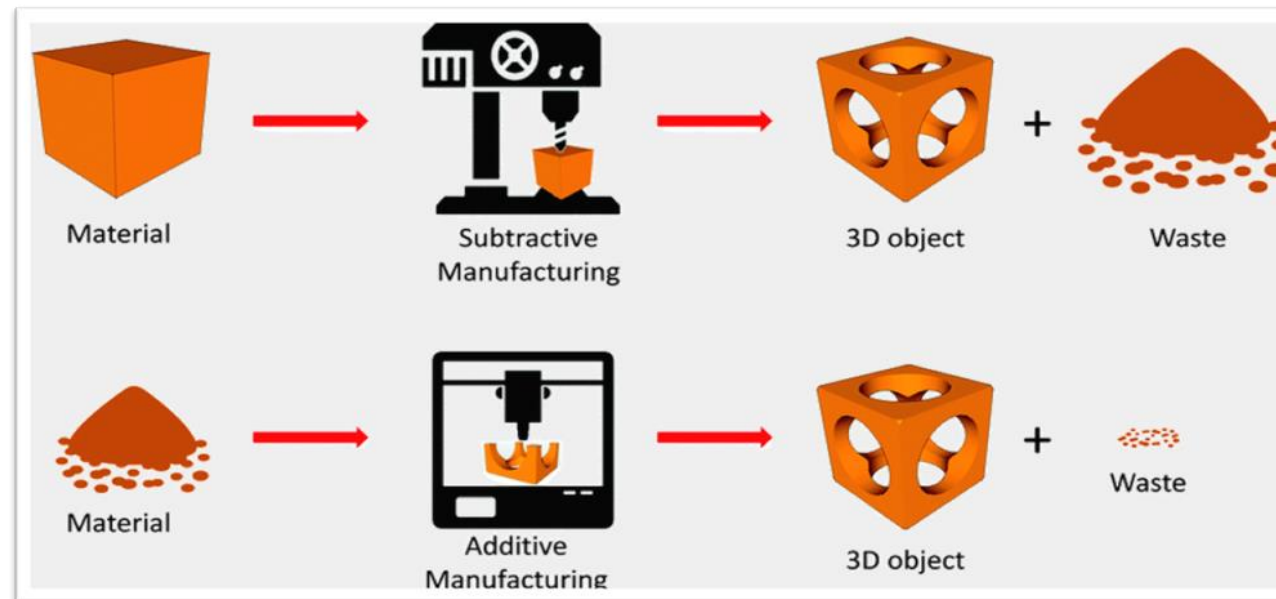 Material
Subtractive
Manufacturing
3D object
+
Waste
Material
Additive
Manufacturing
3D object
+
Waste